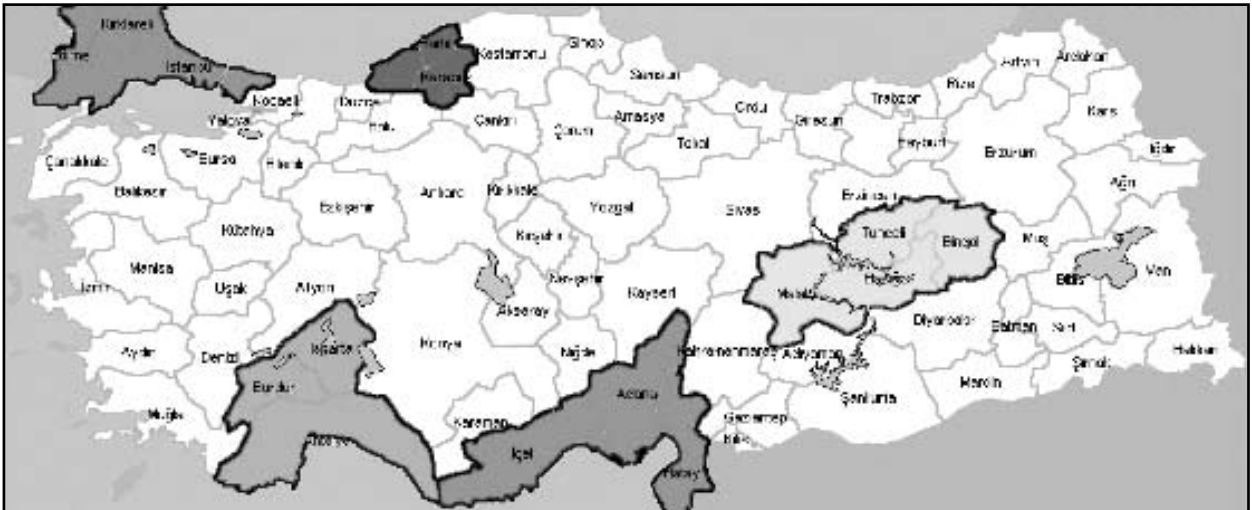 Kırklareli
İstanbul
Kastamonu
Sinop
Samsun
Artvin
Ardahan
Rize
Kocaeli
Düzce
Trabzon
Ordu
Giresun
Kars
Yalova
Bolu
Çankırı
Çorum
Amasya
Bayburt
Çanakkale
Bursa
Bilecik
Tokat
Erzurum
Iğdır
Balıkesir
Ankara
Kırıkkale
Ağrı
Eskişehir
Yozgat
Sivas
Erzincan
Kütahya
Kırşehir
Tunceli
Bingöl
Muş
Manisa
Nevşehir
Van
İzmir
Uşak
Afyon
Kayseri
Bitlis
Aksaray
Diyarbakır
Batman
Siirt
Aydın
Denizli
Isparta
Konya
Niğde
Kahramanmaraş
Adıyaman
Hakkari
Burdur
Şırnak
Mardin
Adana
Muğla
Karaman
Gaziantep
Şanlıurfa
Antalya
İçel
Kilis
Hatay